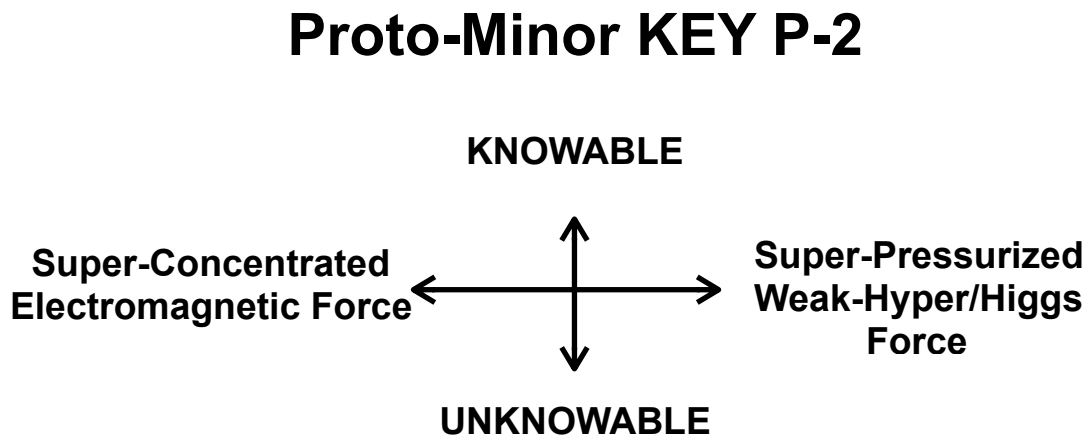 Proto-Minor KEY P-2
KNOWABLE
Super-Concentrated
Electromagnetic Force
Super-Pressurized
Weak-Hyper/Higgs
Force
UNKNOWABLE